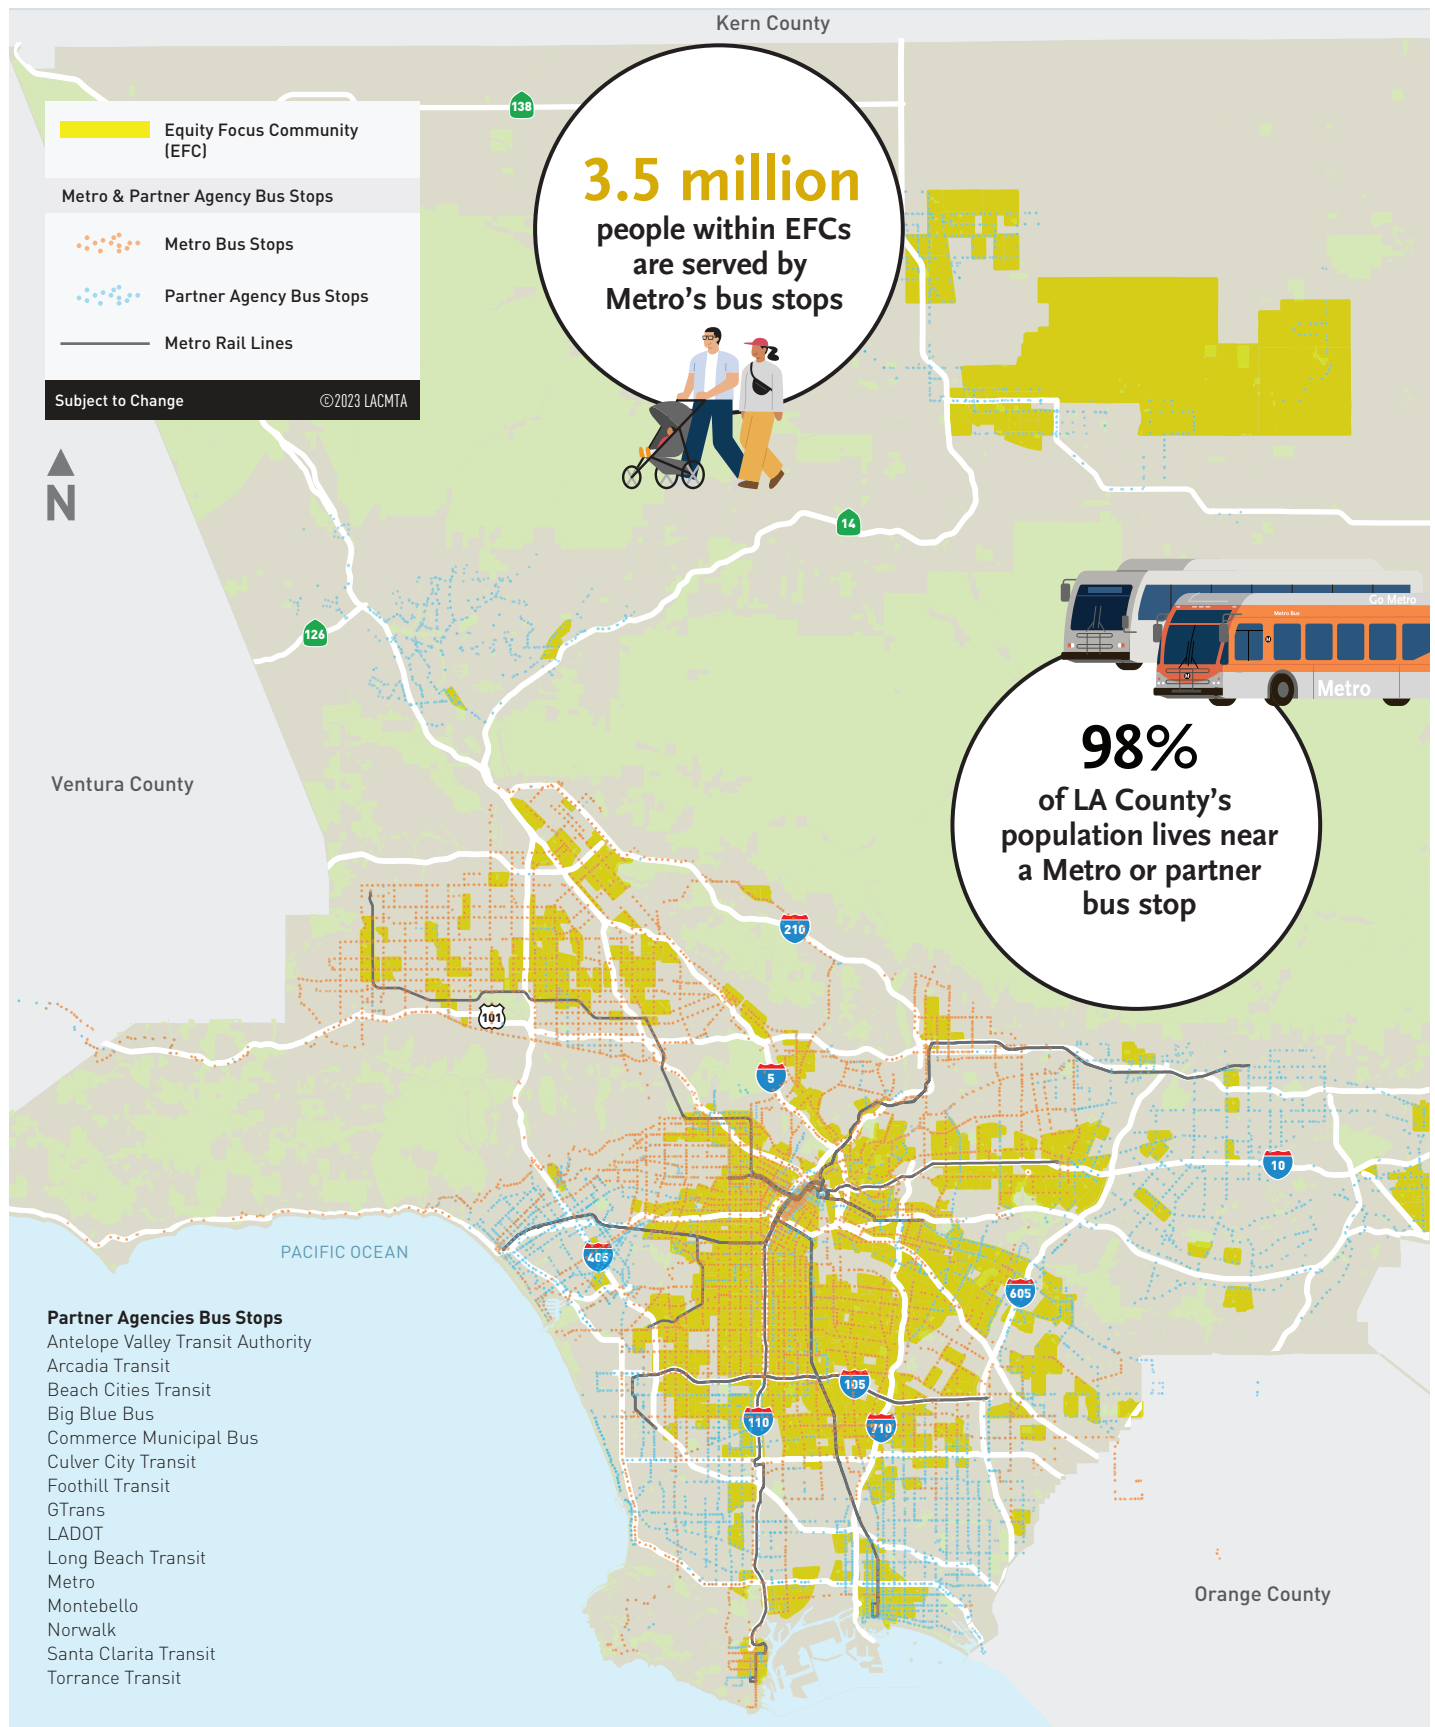 Kern County
138
Equity Focus Community
(EFC)
Metro & Partner Agency Bus Stops
Metro Bus Stops
Partner Agency Bus Stops
Metro Rail Lines
Subject to Change
©2023 LACMTA
3.5 million
people within EFCs
are served by
Metro's bus stops
N
14
126
Go Metro
Metro Bus
Metro
Ventura County
98%
of LA County's
population lives near
a Metro or partner
bus stop
210
101
5
10
PACIFIC OCEAN
405
605
105
110
710
Partner Agencies Bus Stops
Antelope Valley Transit Authority
Arcadia Transit
Beach Cities Transit
Big Blue Bus
Commerce Municipal Bus
Culver City Transit
Foothill Transit
GTrans
LADOT
Long Beach Transit
Metro
Montebello
Norwalk
Santa Clarita Transit
Torrance Transit
Orange County